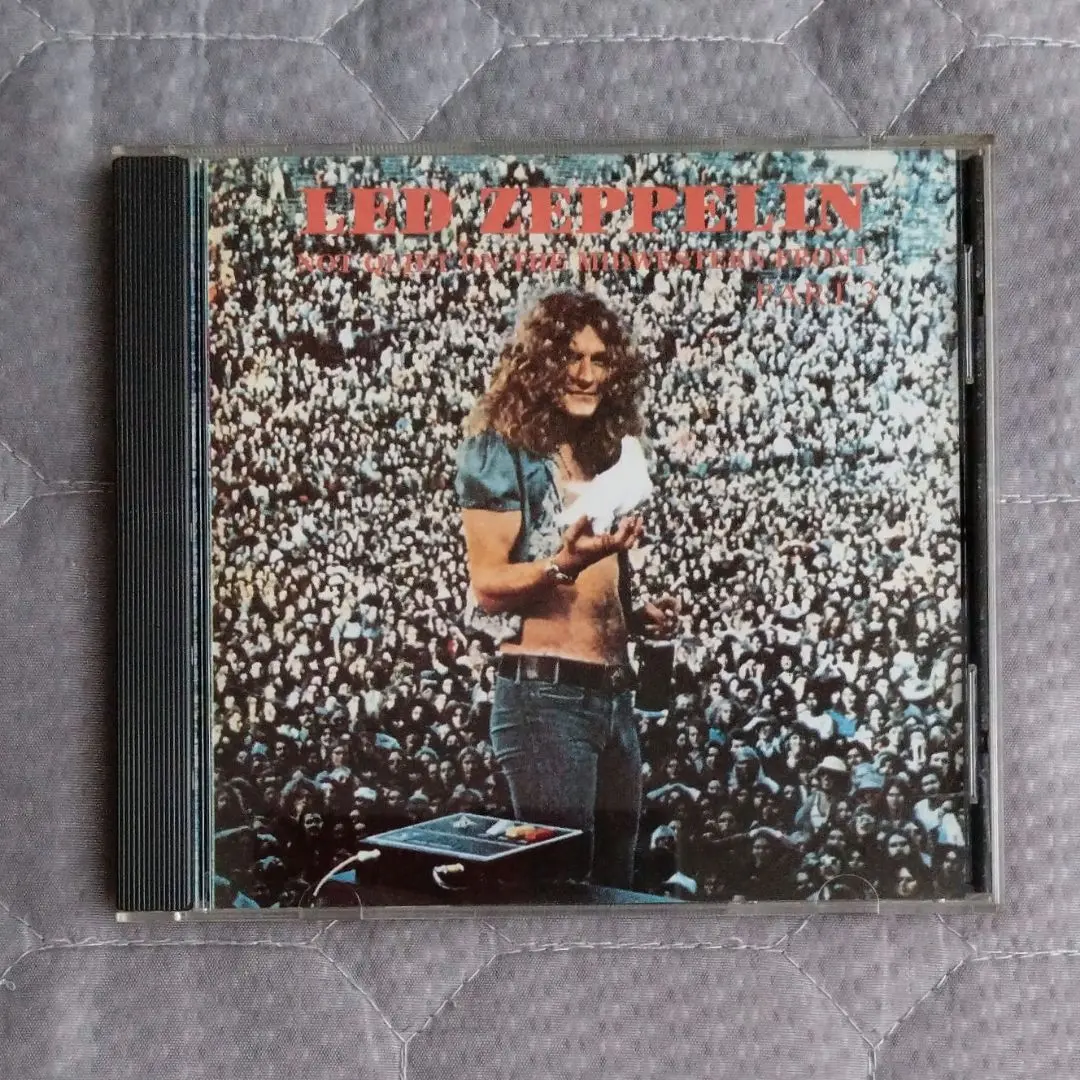 LED ZEPPELIN
NOT QUIET ON THE MIDWESTERN FRONT
PART 3